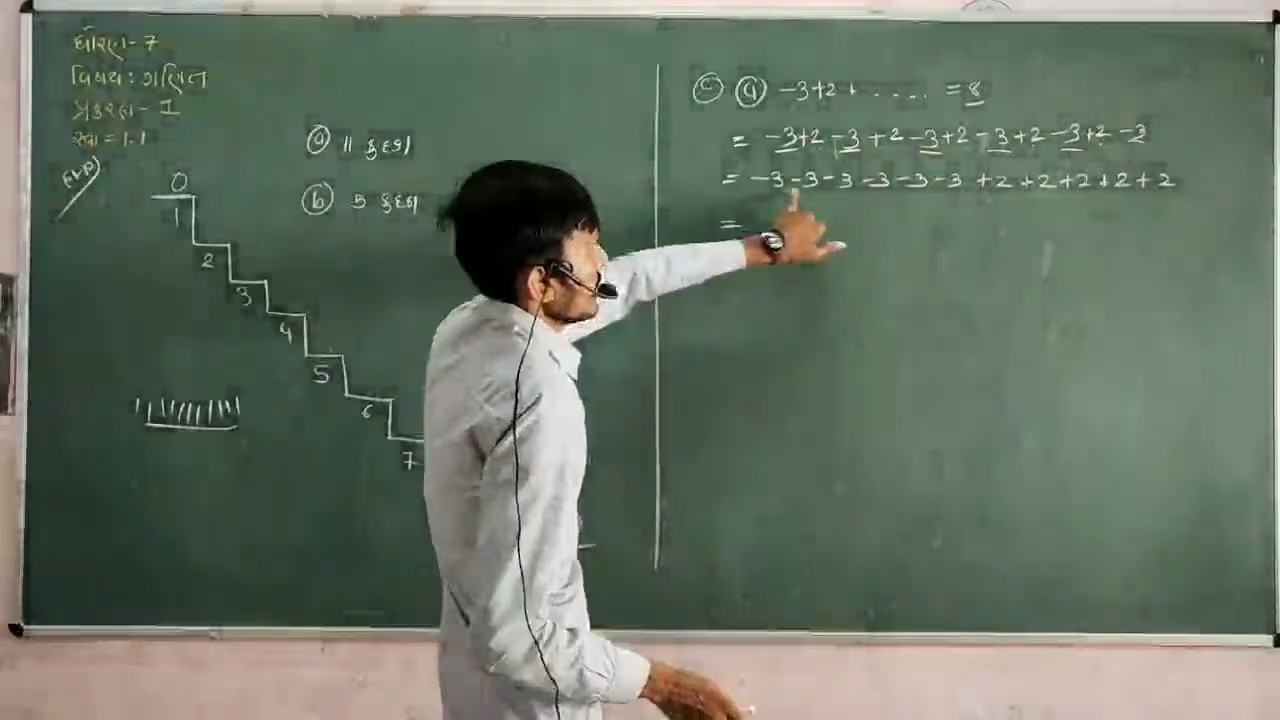 ધોરણ - 7
વિષય : ગણિત
પ્રકરણ - 1
સ્વા = 1.1
0
1
2
3
4
5
6
7
(a) 11 કુદકા
(b) 5 કુદકા
(c) (a) -3+2+ ..... = 8
= -3+2-3+2-3+2-3+2-3+2-3
= -3-3-3-3-3-3+2+2+2+2+2
=